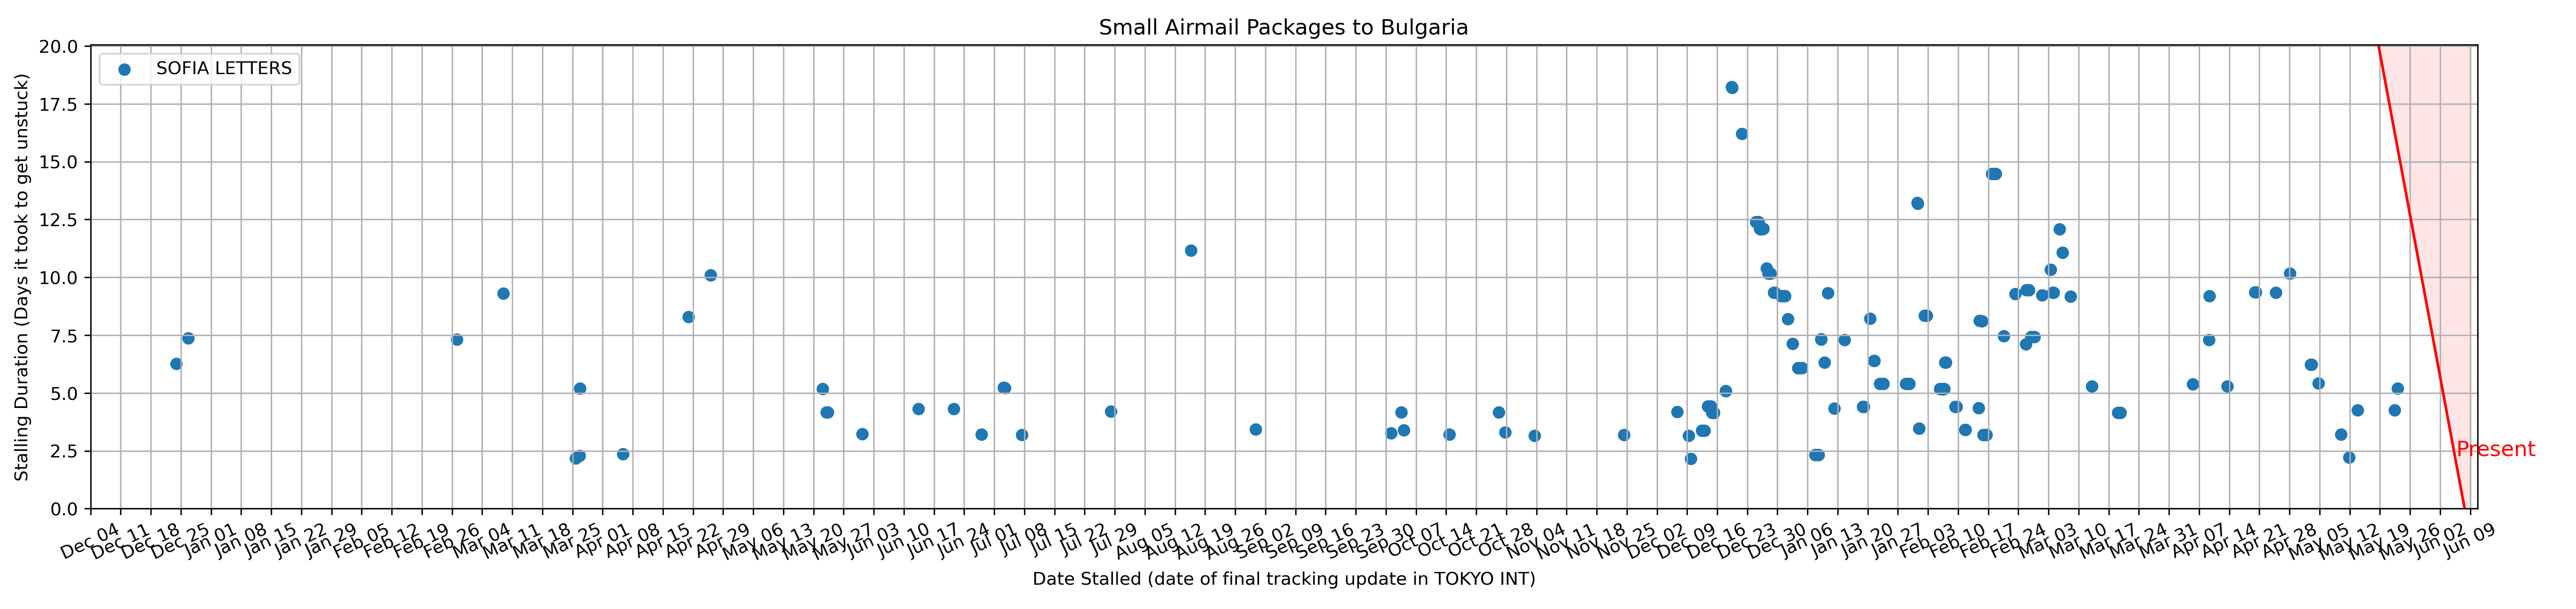 Small Airmail Packages to Bulgaria
SOFIA LETTERS
Stalling Duration (Days it took to get unstuck)
20.0
17.5
15.0
12.5
10.0
7.5
5.0
2.5
0.0
Present
Dec 04
Dec 11
Dec 18
Dec 25
Jan 01
Jan 08
Jan 15
Jan 22
Jan 29
Feb 05
Feb 12
Feb 19
Feb 26
Mar 04
Mar 11
Mar 18
Mar 25
Apr 01
Apr 08
Apr 15
Apr 22
Apr 29
May 06
May 13
May 20
May 27
Jun 03
Jun 10
Jun 17
Jun 24
Jul 01
Jul 08
Jul 15
Jul 22
Jul 29
Aug 05
Aug 12
Aug 19
Aug 26
Sep 02
Sep 09
Sep 16
Sep 23
Sep 30
Oct 07
Oct 14
Oct 21
Oct 28
Nov 04
Nov 11
Nov 18
Nov 25
Dec 02
Dec 09
Dec 16
Dec 23
Dec 30
Jan 06
Jan 13
Jan 20
Jan 27
Feb 03
Feb 10
Feb 17
Feb 24
Mar 03
Mar 10
Mar 17
Mar 24
Mar 31
Apr 07
Apr 14
Apr 21
Apr 28
May 05
May 12
May 19
May 26
Jun 02
Jun 09
Date Stalled (date of final tracking update in TOKYO INT)